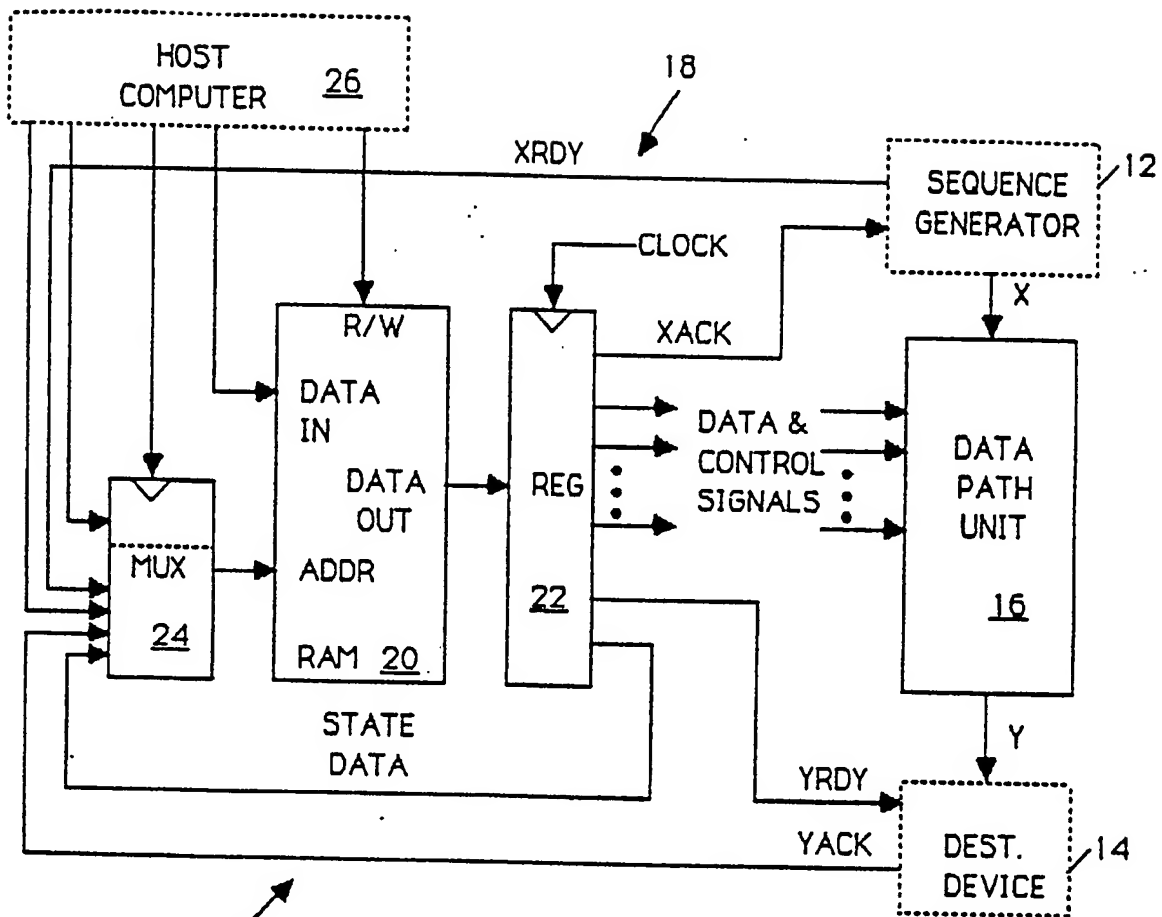 HOST
COMPUTER 26
18
XRDY
SEQUENCE
GENERATOR
12
CLOCK
X
R/W
XACK
DATA
IN
DATA &
CONTROL
SIGNALS
DATA
PATH
UNIT
16
DATA
OUT
REG
MUX
24
ADDR
22
RAM 20
STATE
DATA
Y
YRDY
YACK
DEST.
DEVICE
14